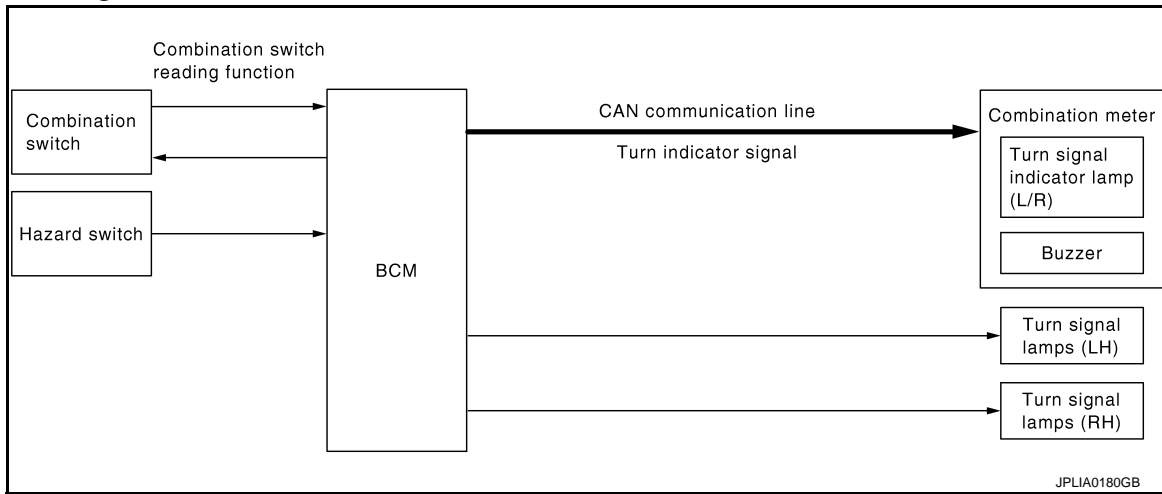 Combination switch
reading function
Combination
switch
Hazard switch
BCM
CAN communication line
Turn indicator signal
Combination meter
Turn signal
indicator lamp
(L/R)
Buzzer
Turn signal
lamps (LH)
Turn signal
lamps (RH)
JPLIA0180GB